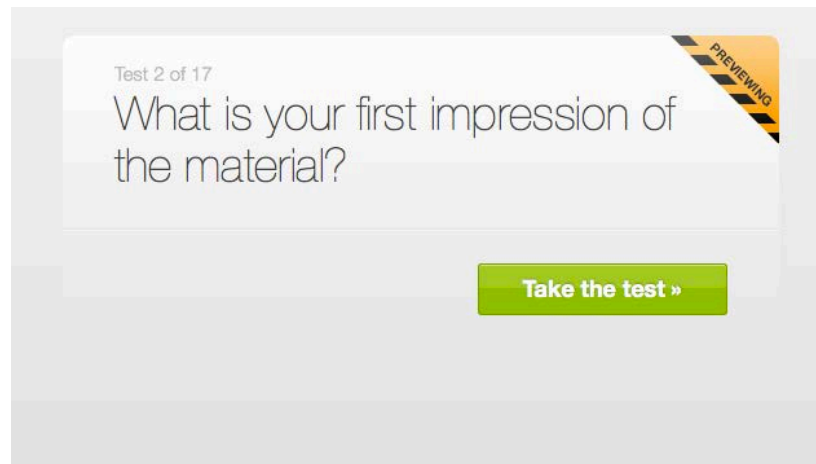 Test 2 of 17
PREVIEWING
What is your first impression of
the material?
Take the test »